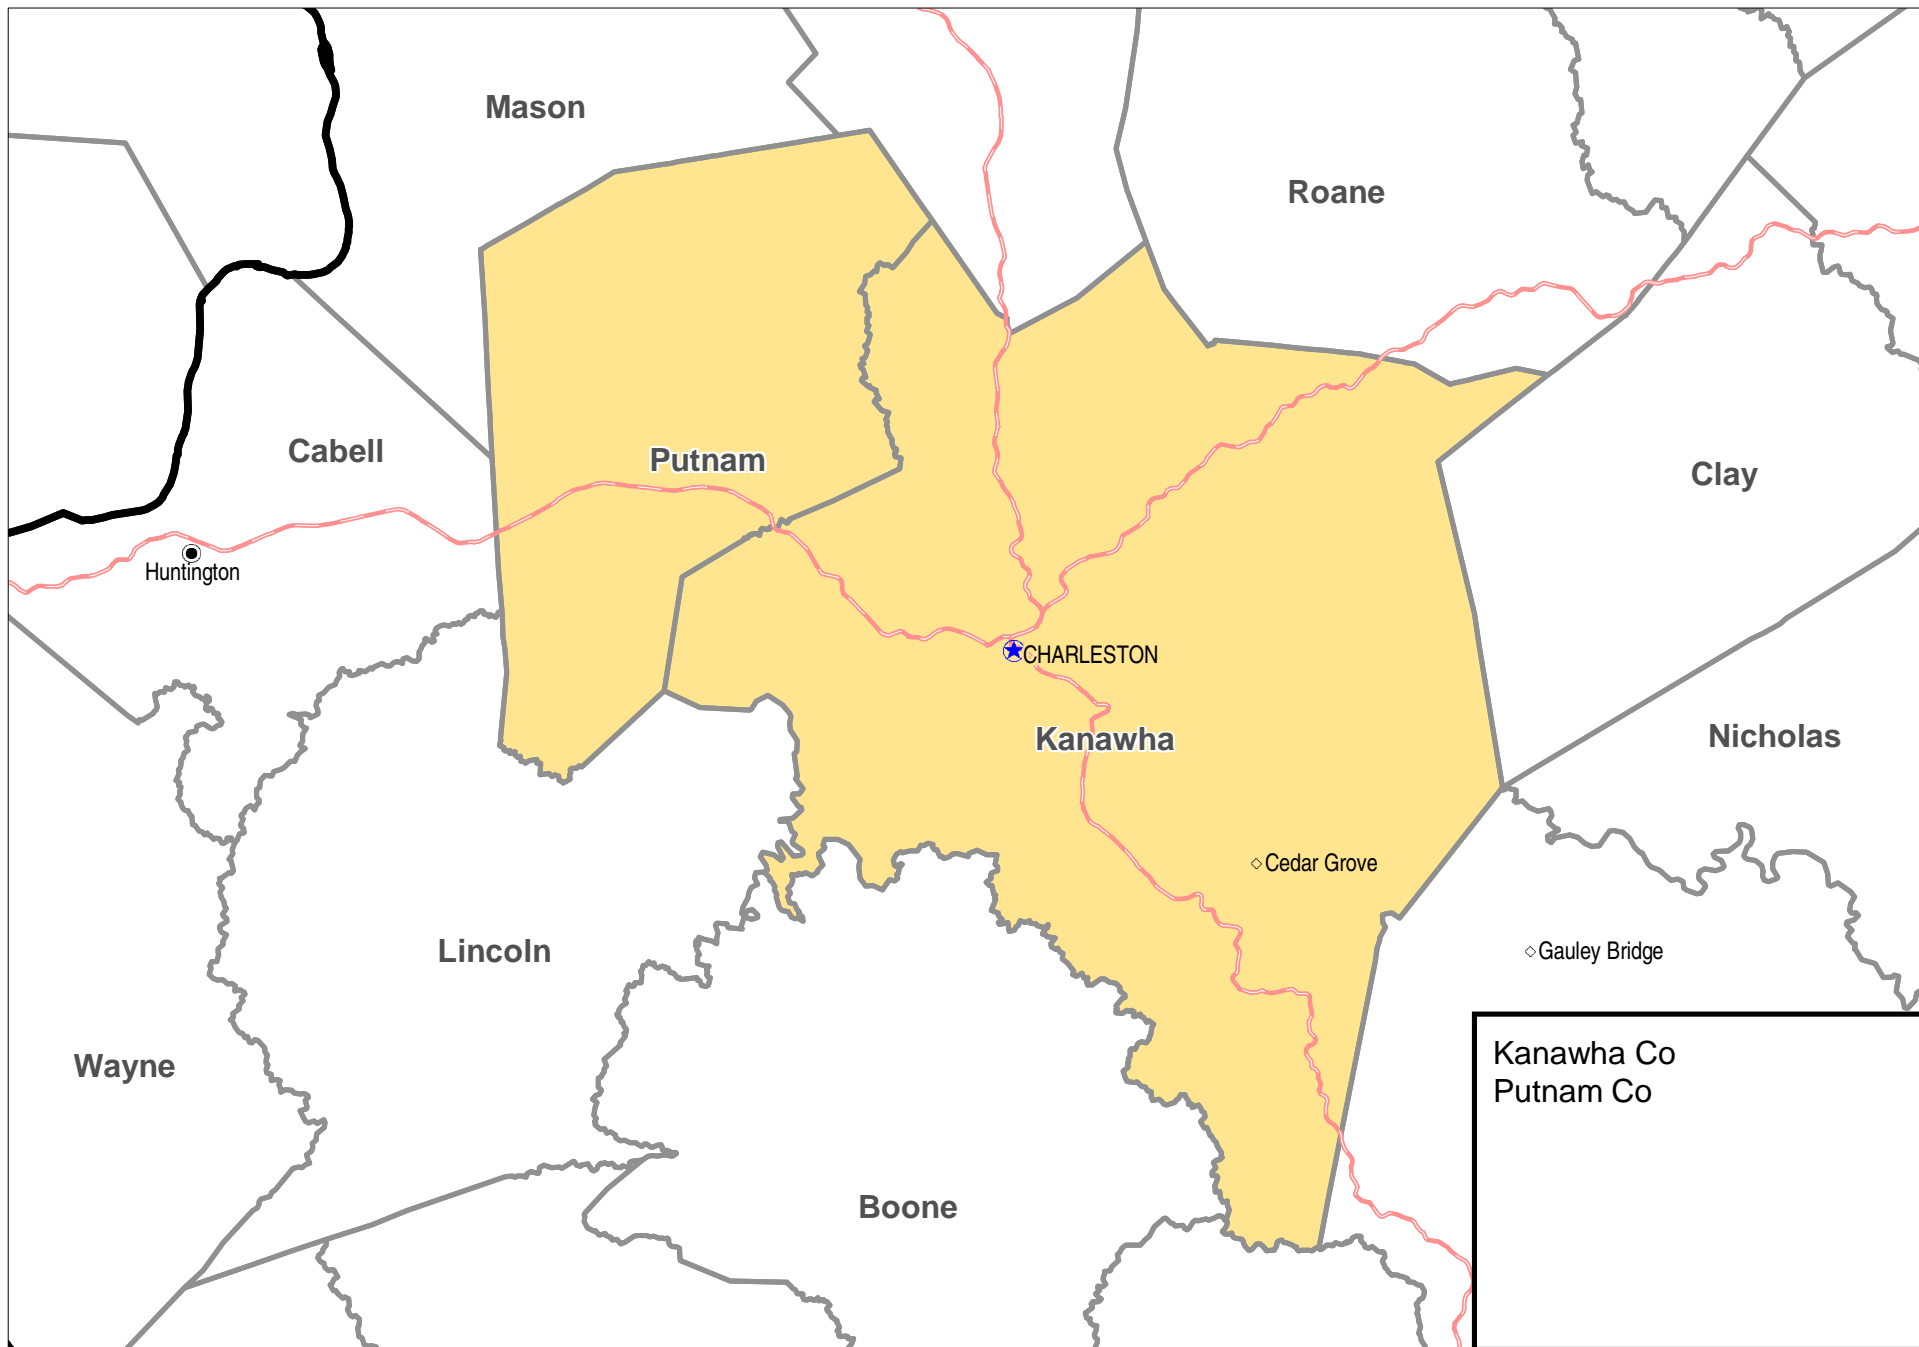 Mason
Roane
Cabell
Putnam
Clay
Huntington
CHARLESTON
Kanawha
Nicholas
Cedar Grove
Lincoln
Gauley Bridge
Wayne
Kanawha Co
Putnam Co
Boone